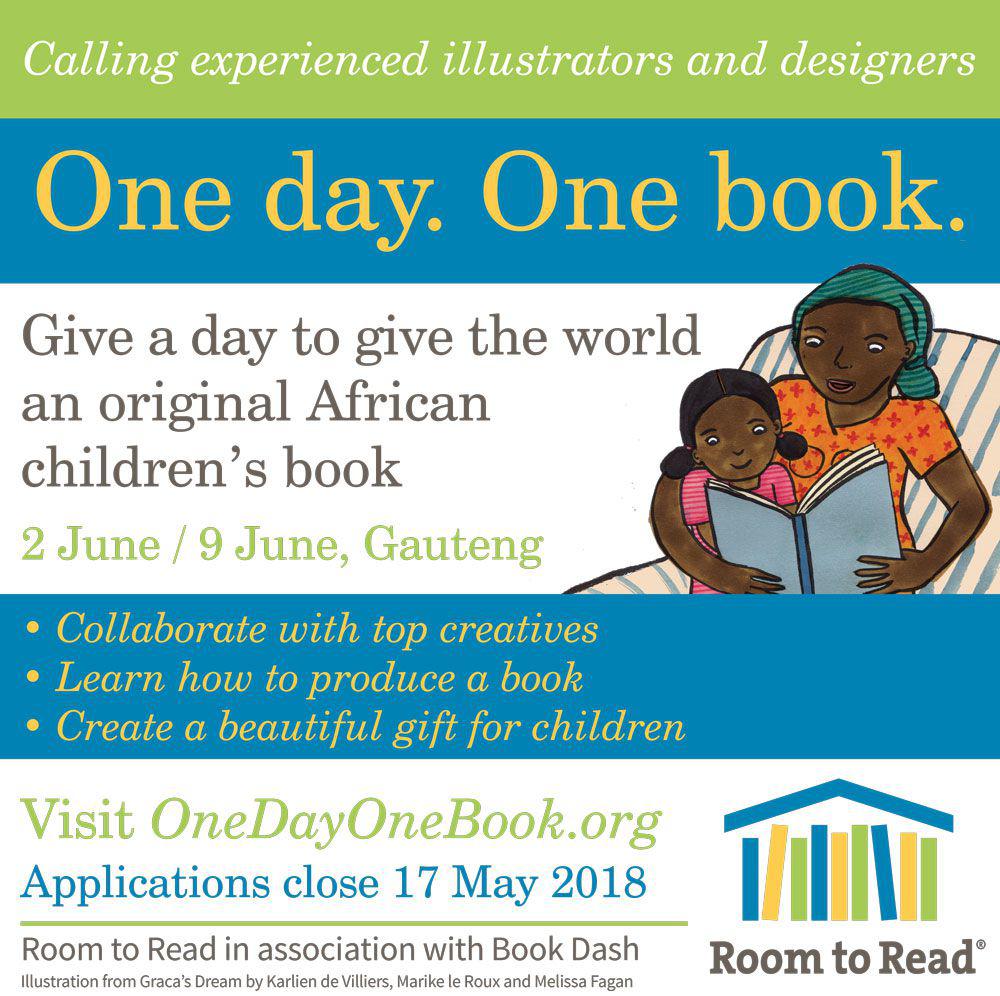 Calling experienced illustrators and designers
One day. One book.
Give a day to give the world
an original African
children’s book
2 June / 9 June, Gauteng
• Collaborate with top creatives
• Learn how to produce a book
• Create a beautiful gift for children
Visit OneDayOneBook.org
Applications close 17 May 2018
Room to Read in association with Book Dash
Illustration from Graca’s Dream by Karlien de Villiers, Marike le Roux and Melissa Fagan
Room to Read®